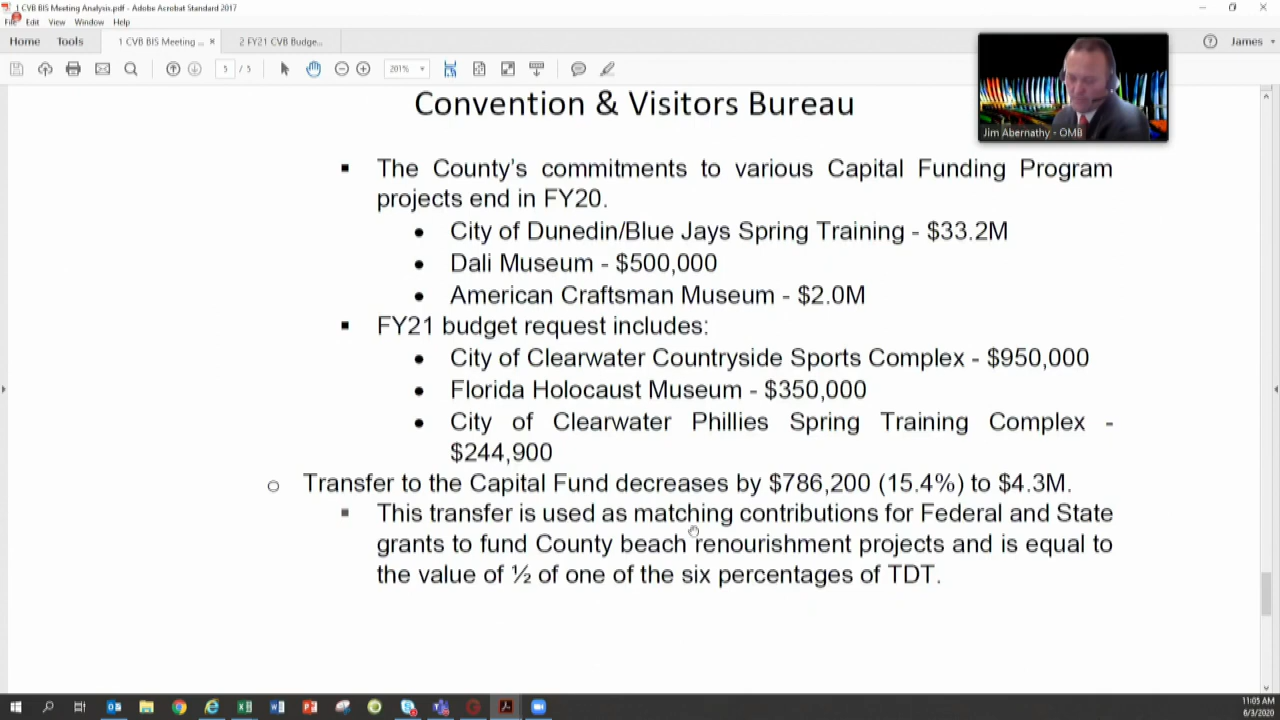 1 CVB BIS Meeting Analysis.pdf - Adobe Acrobat Standard 2017
File Edit View Window Help
Home Tools 1 CVB BIS Meeting ... × 2 FY21 CVB Budge... James
5 / 5 201%
Convention & Visitors Bureau
Jim Abernathy - OMB
▪ The County's commitments to various Capital Funding Program
projects end in FY20.
• City of Dunedin/Blue Jays Spring Training - $33.2M
• Dali Museum - $500,000
• American Craftsman Museum - $2.0M
▪ FY21 budget request includes:
• City of Clearwater Countryside Sports Complex - $950,000
• Florida Holocaust Museum - $350,000
• City of Clearwater Phillies Spring Training Complex -
$244,900
o Transfer to the Capital Fund decreases by $786,200 (15.4%) to $4.3M.
▪ This transfer is used as matching contributions for Federal and State
grants to fund County beach renourishment projects and is equal to
the value of ½ of one of the six percentages of TDT.
11:05 AM
6/3/2020